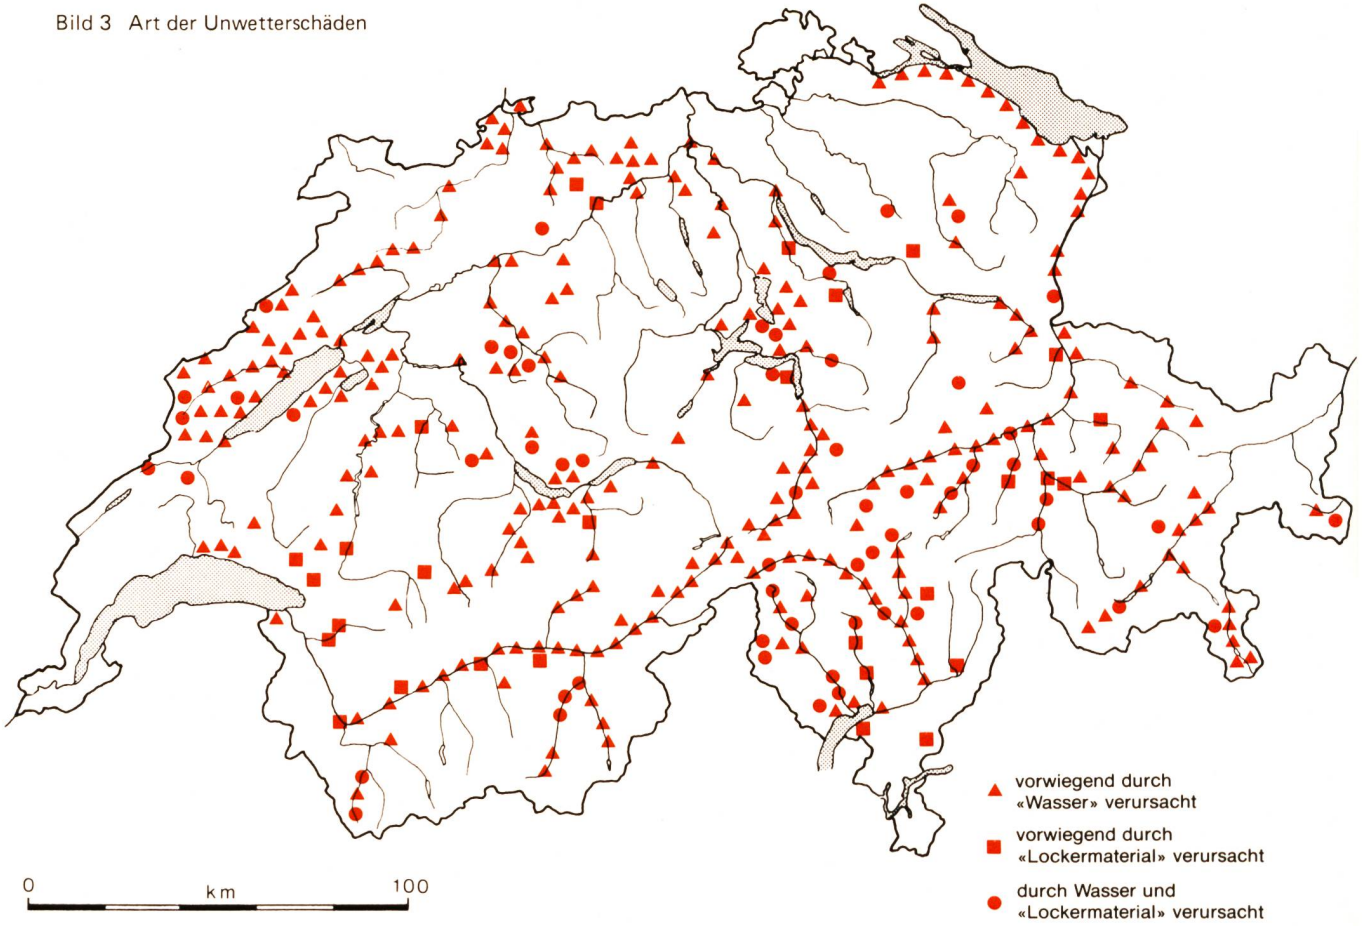 Bild 3 Art der Unwetterschäden
vorwiegend durch
«Wasser» verursacht
vorwiegend durch
«Lockermaterial» verursacht
durch Wasser und
«Lockermaterial» verursacht
0 km 100